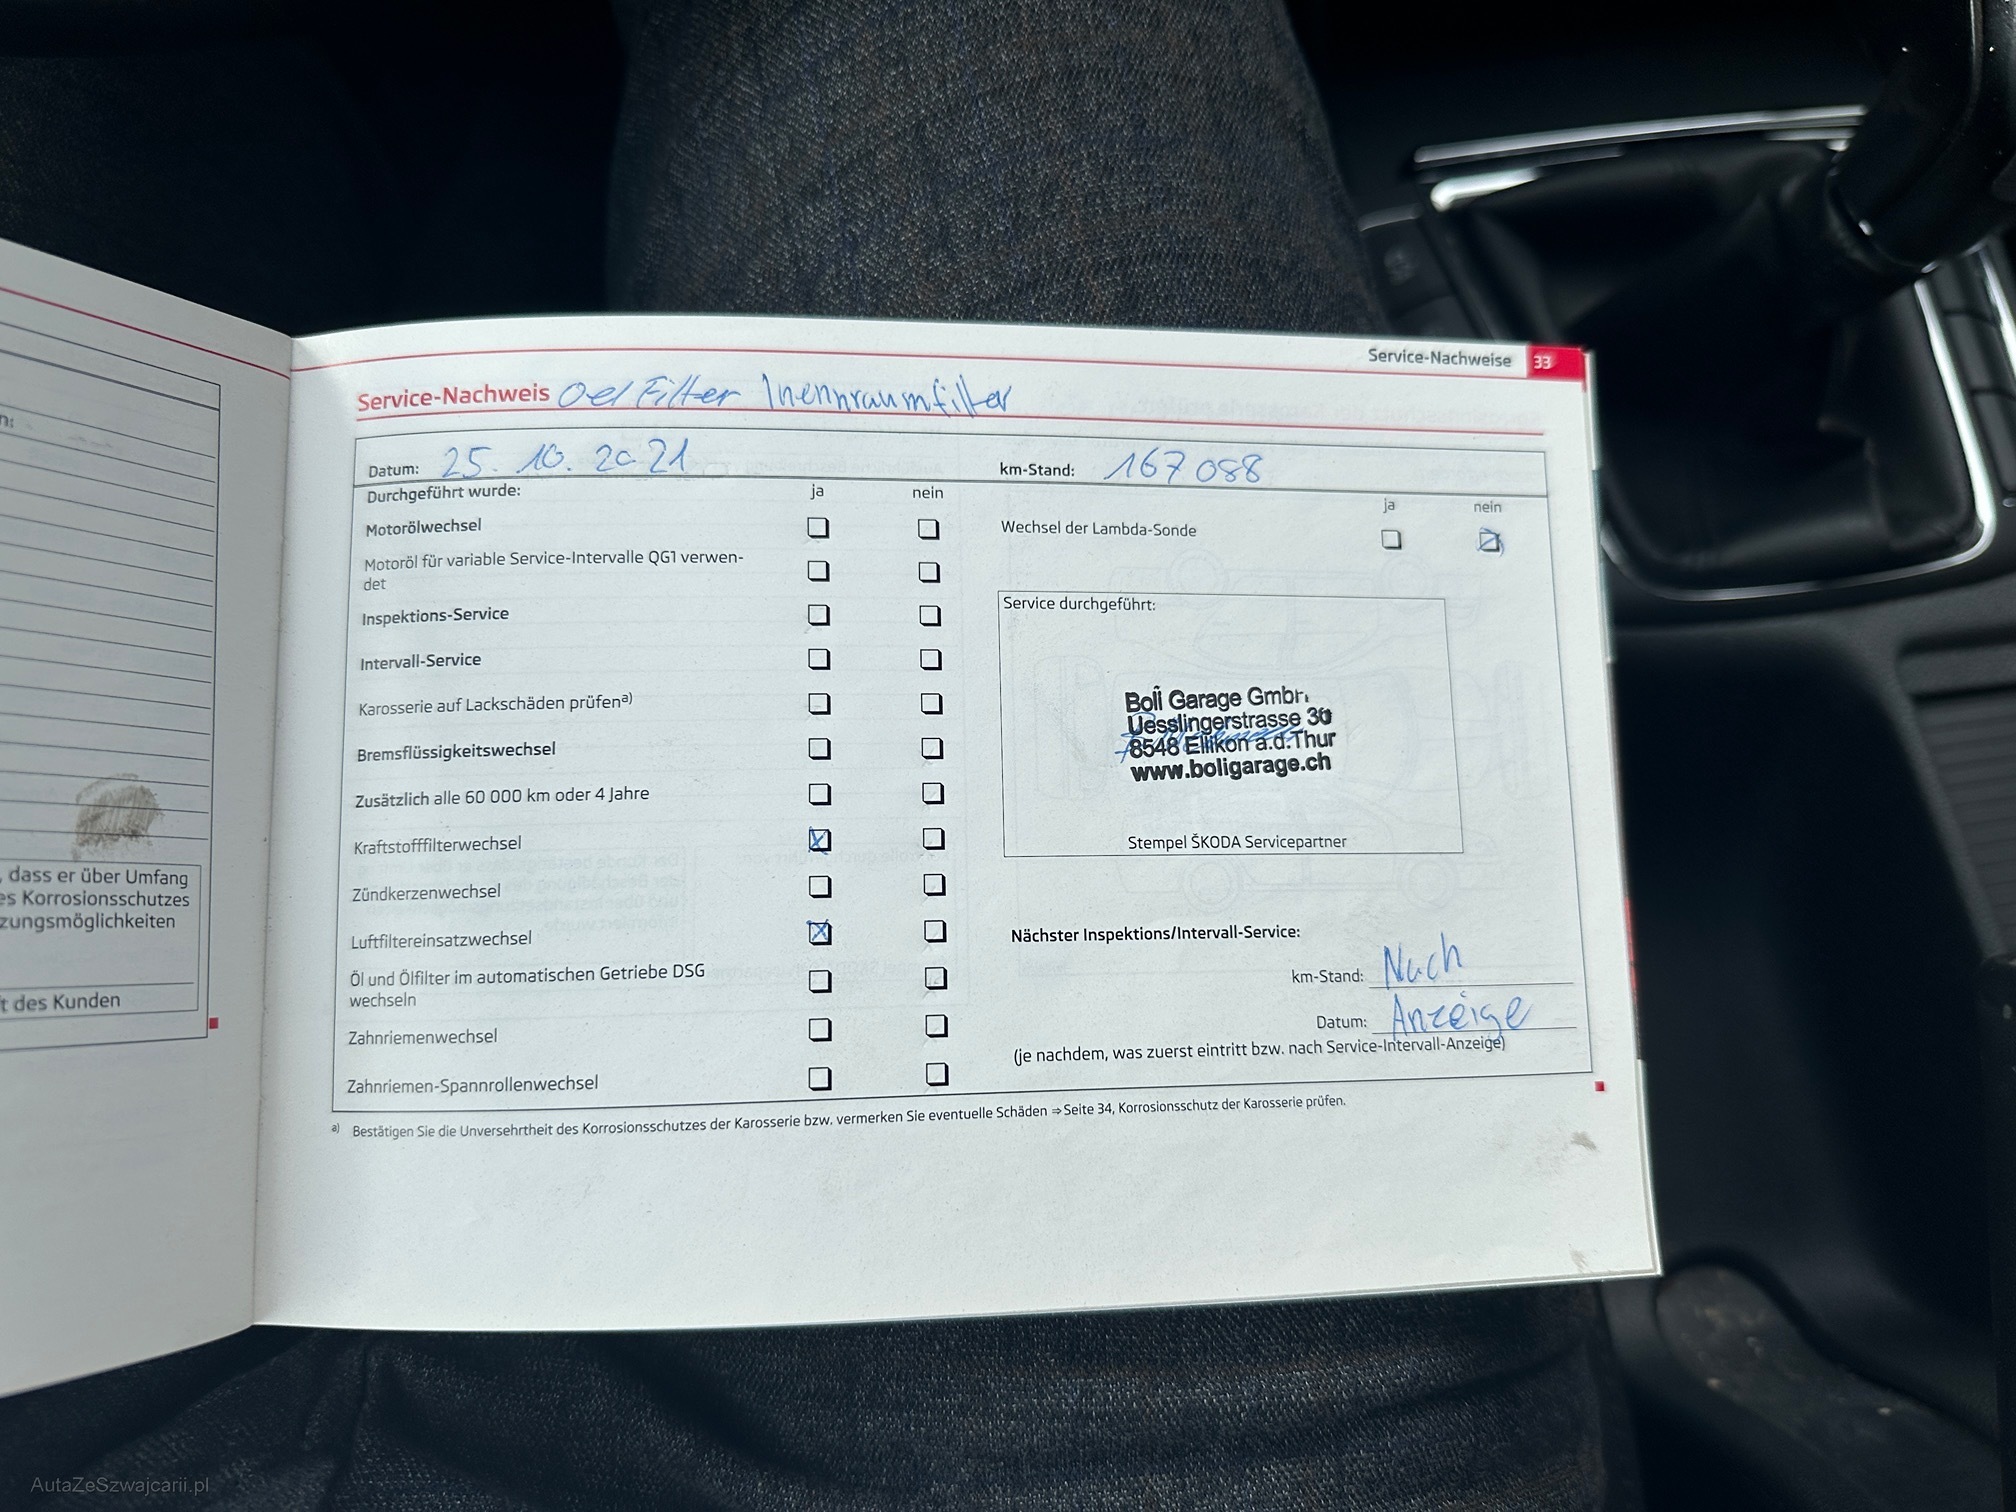 Service-Nachweise 33
Service-Nachweis Oel Filter Inennraumfilter
Datum: 25. 10. 2021
km-Stand: 167 088
Durchgeführt wurde: ja nein
Motorölwechsel
Motoröl für variable Service-Intervalle QG1 verwen-
det
Inspektions-Service
Intervall-Service
Karosserie auf Lackschäden prüfena)
Bremsflüssigkeitswechsel
Zusätzlich alle 60 000 km oder 4 Jahre
Kraftstofffilterwechsel
Zündkerzenwechsel
Luftfiltereinsatzwechsel
Öl und Ölfilter im automatischen Getriebe DSG
wechseln
Zahnriemenwechsel
Zahnriemen-Spannrollenwechsel
ja nein
Wechsel der Lambda-Sonde
Service durchgeführt:
Boli Garage GmbH
Uesslingerstrasse 30
8548 Ellikon a.d.Thur
www.boligarage.ch
Stempel ŠKODA Servicepartner
Nächster Inspektions/Intervall-Service:
km-Stand: Nach
Datum: Anzeige
(je nachdem, was zuerst eintritt bzw. nach Service-Intervall-Anzeige)
a) Bestätigen Sie die Unversehrtheit des Korrosionsschutzes der Karosserie bzw. vermerken Sie eventuelle Schäden ⇒ Seite 34, Korrosionsschutz der Karosserie prüfen.
, dass er über Umfang
es Korrosionsschutzes
zungsmöglichkeiten
t des Kunden
AutaZeSzwajcarii.pl